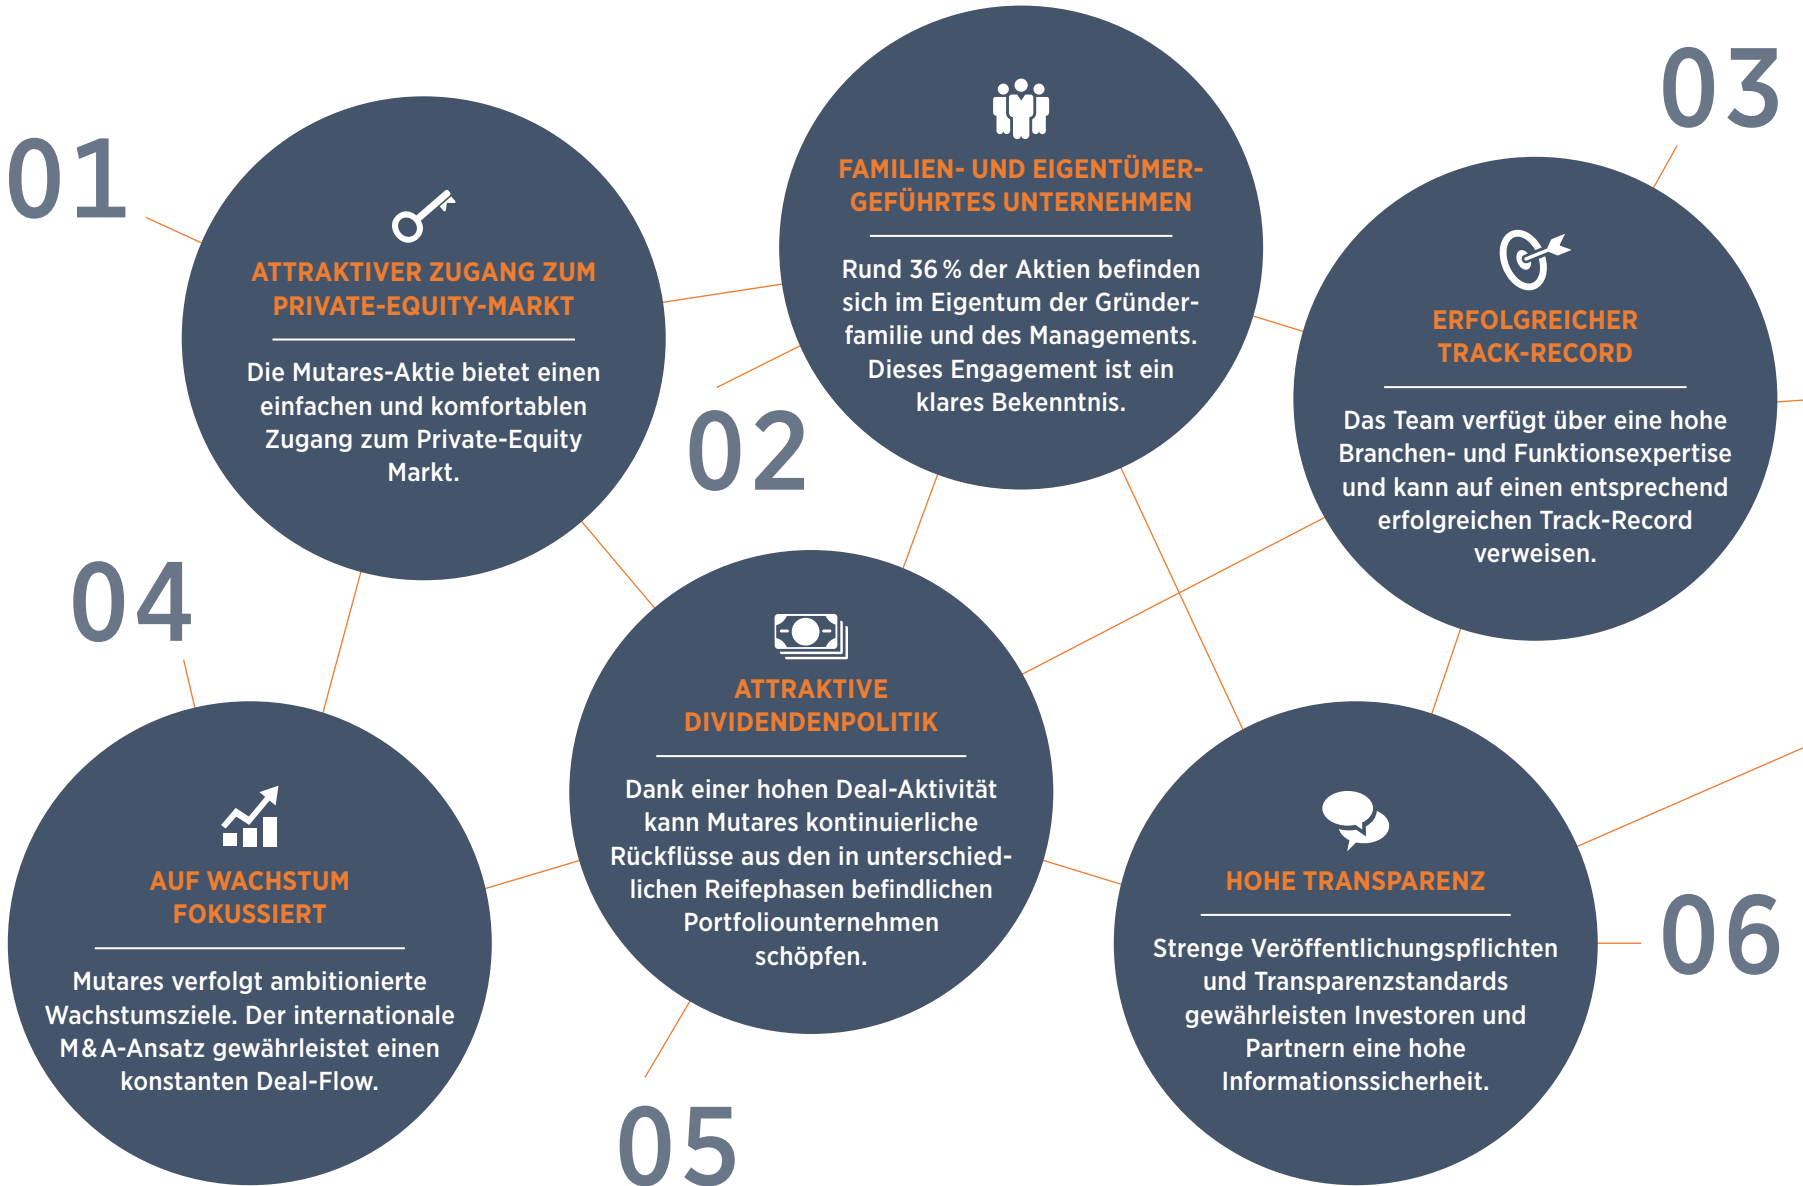 01
ATTRAKTIVER ZUGANG ZUM
PRIVATE-EQUITY-MARKT
Die Mutares-Aktie bietet einen
einfachen und komfortablen
Zugang zum Private-Equity
Markt.
02
FAMILIEN- UND EIGENTÜMER-
GEFÜHRTES UNTERNEHMEN
Rund 36 % der Aktien befinden
sich im Eigentum der Gründer-
familie und des Managements.
Dieses Engagement ist ein
klares Bekenntnis.
03
ERFOLGREICHER
TRACK-RECORD
Das Team verfügt über eine hohe
Branchen- und Funktionsexpertise
und kann auf einen entsprechend
erfolgreichen Track-Record
verweisen.
04
AUF WACHSTUM
FOKUSSIERT
Mutares verfolgt ambitionierte
Wachstumsziele. Der internationale
M & A-Ansatz gewährleistet einen
konstanten Deal-Flow.
05
ATTRAKTIVE
DIVIDENDENPOLITIK
Dank einer hohen Deal-Aktivität
kann Mutares kontinuierliche
Rückflüsse aus den in unterschied-
lichen Reifephasen befindlichen
Portfoliounternehmen
schöpfen.
06
HOHE TRANSPARENZ
Strenge Veröffentlichungspflichten
und Transparenzstandards
gewährleisten Investoren und
Partnern eine hohe
Informationssicherheit.